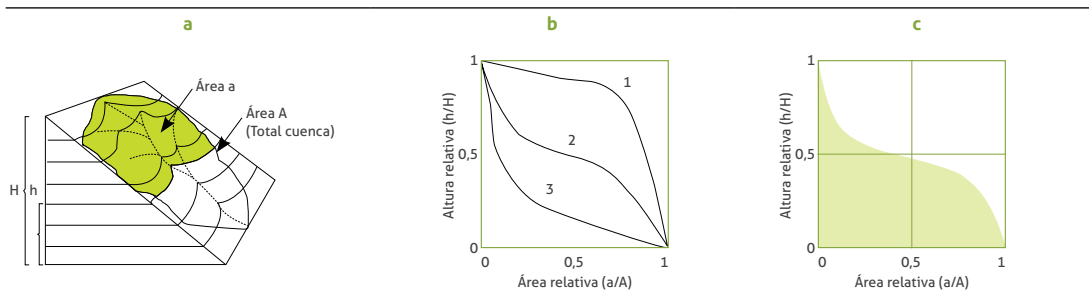 a
Área a
Área A
(Total cuenca)
H
h
b
Altura relativa (h/H)
1
0,5
0
1
2
3
0
0,5
1
Área relativa (a/A)
c
Altura relativa (h/H)
1
0,5
0
0
0,5
1
Área relativa (a/A)